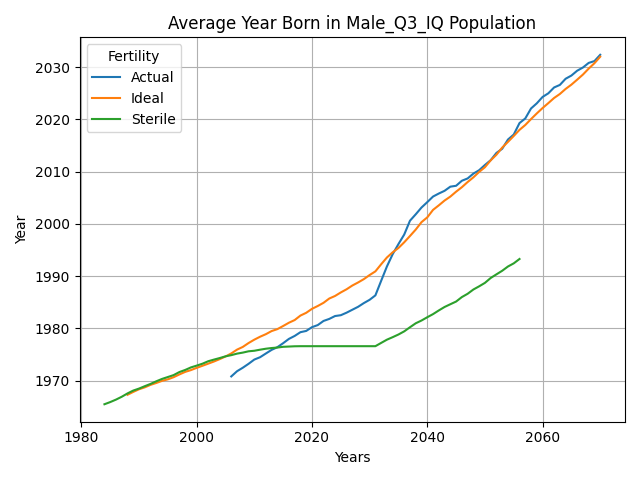 Average Year Born in Male_Q3_IQ Population
Fertility
Actual
Ideal
Sterile
Year
2030
2020
2010
2000
1990
1980
1970
1980
2000
2020
2040
2060
Years